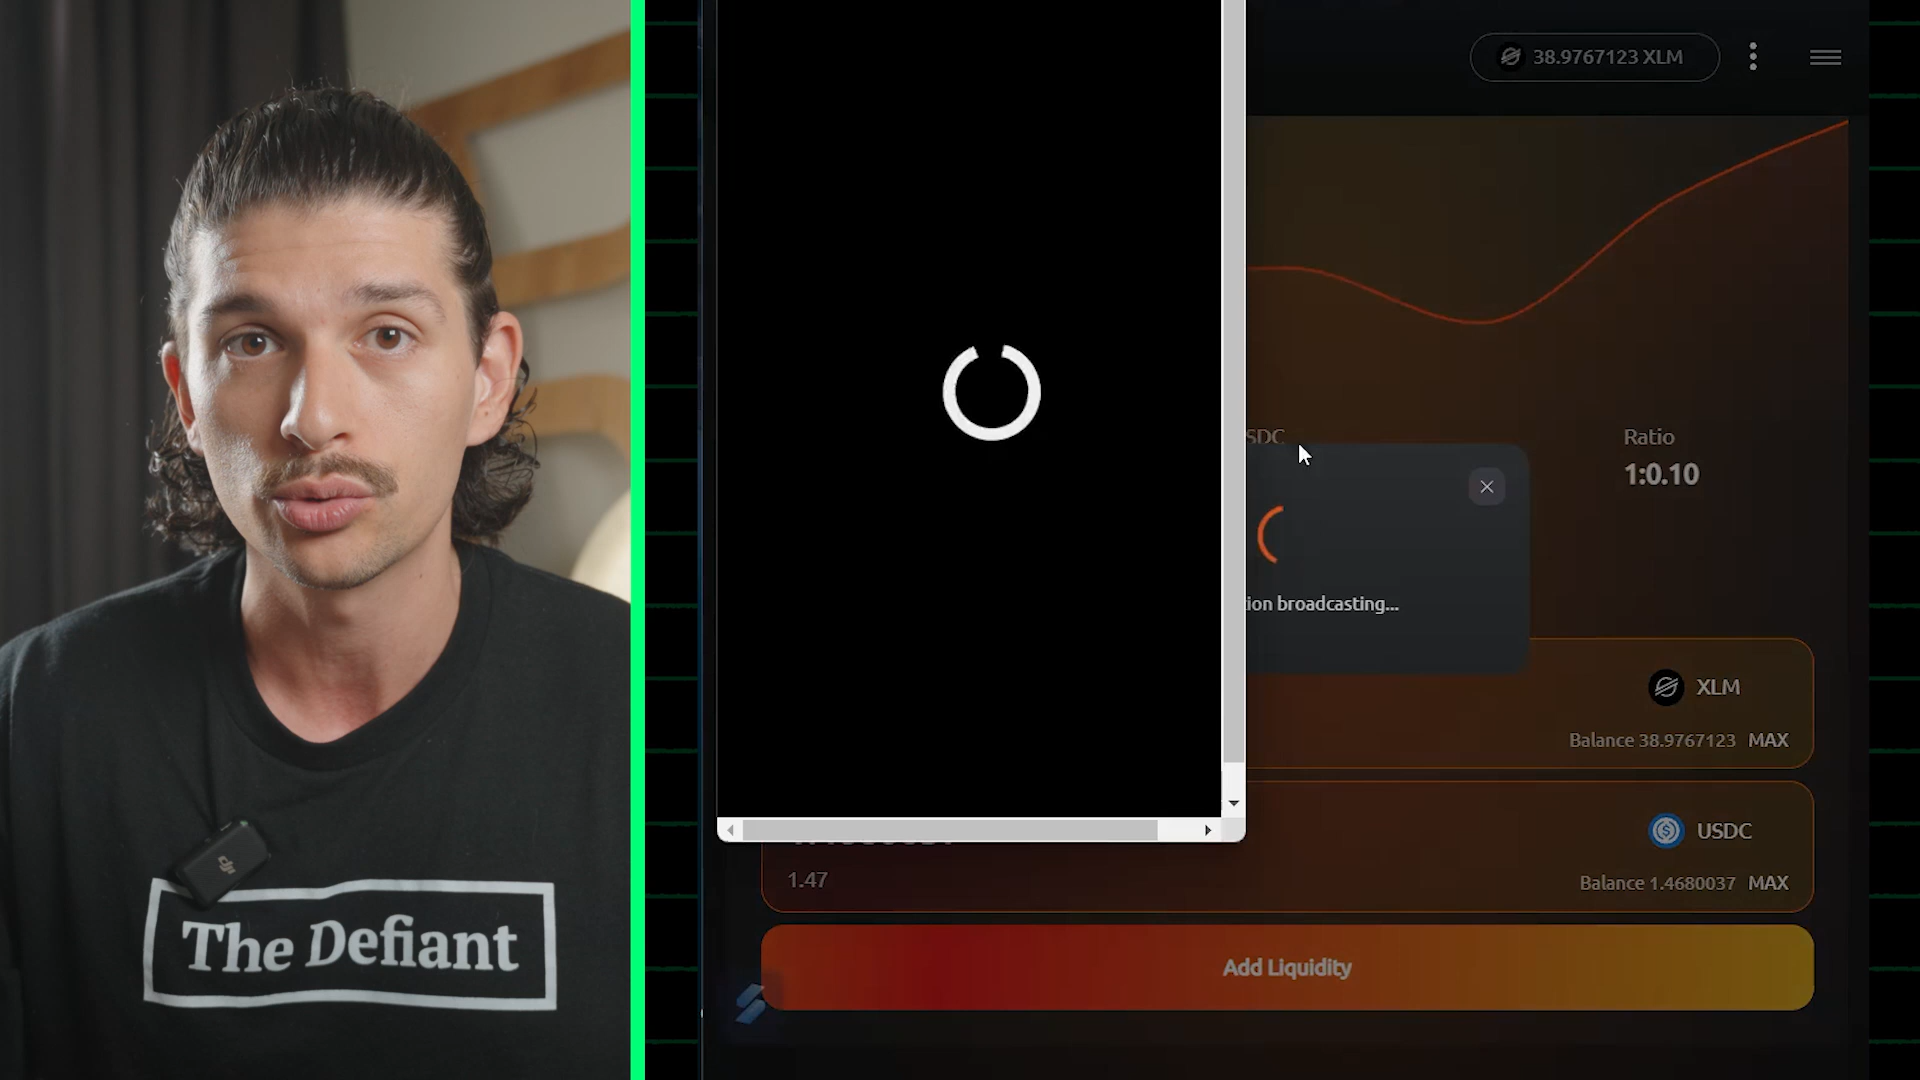 38.9767123 XLM
SDC
Ratio
1:0.10
ion broadcasting...
XLM
Balance 38.9767123 MAX
USDC
1.47
Balance 1.4680037 MAX
Add Liquidity
The Defiant